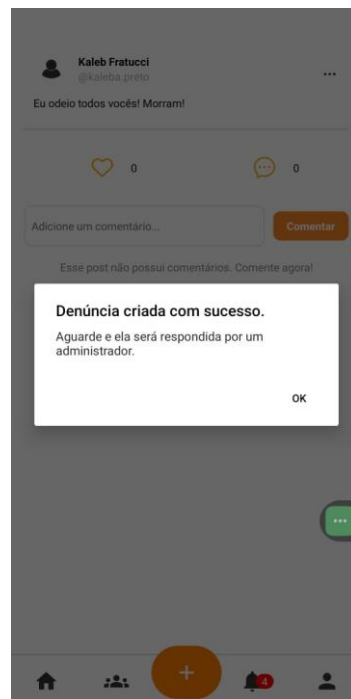 Kaleb Fratucci
@kaleba.preto
Eu odeio todos vocês! Morram!
0
0
Adicione um comentário...
Comentar
Esse post não possui comentários. Comente agora!
Denúncia criada com sucesso.
Aguarde e ela será respondida por um
administrador.
OK
4